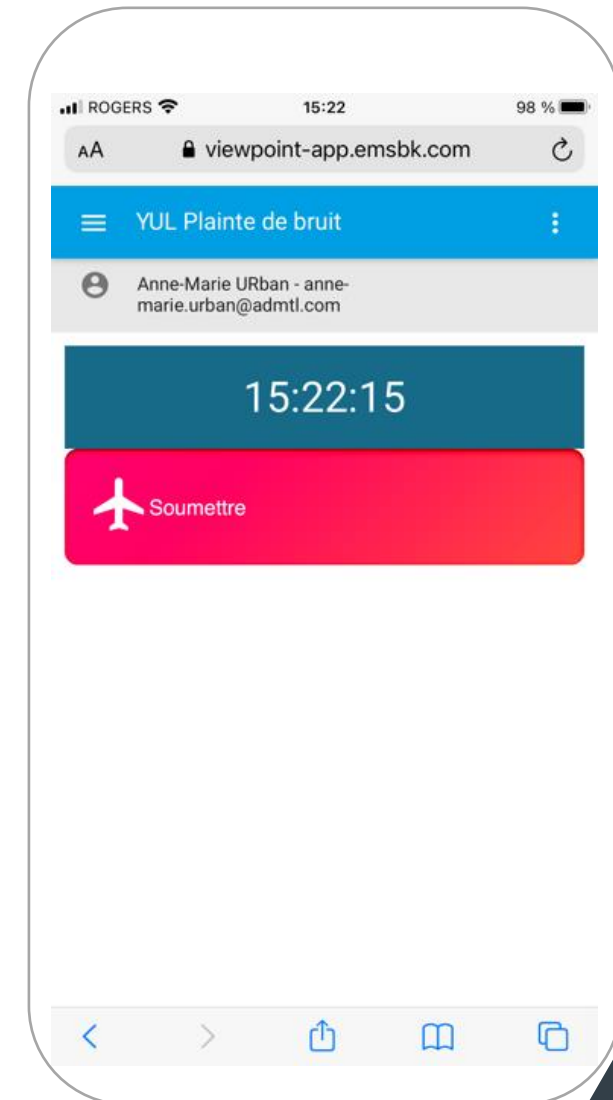 ROGERS 15:22 98 %
AA viewpoint-app.emsbk.com
YUL Plainte de bruit
Anne-Marie URban - anne-
marie.urban@admtl.com
15:22:15
Soumettre